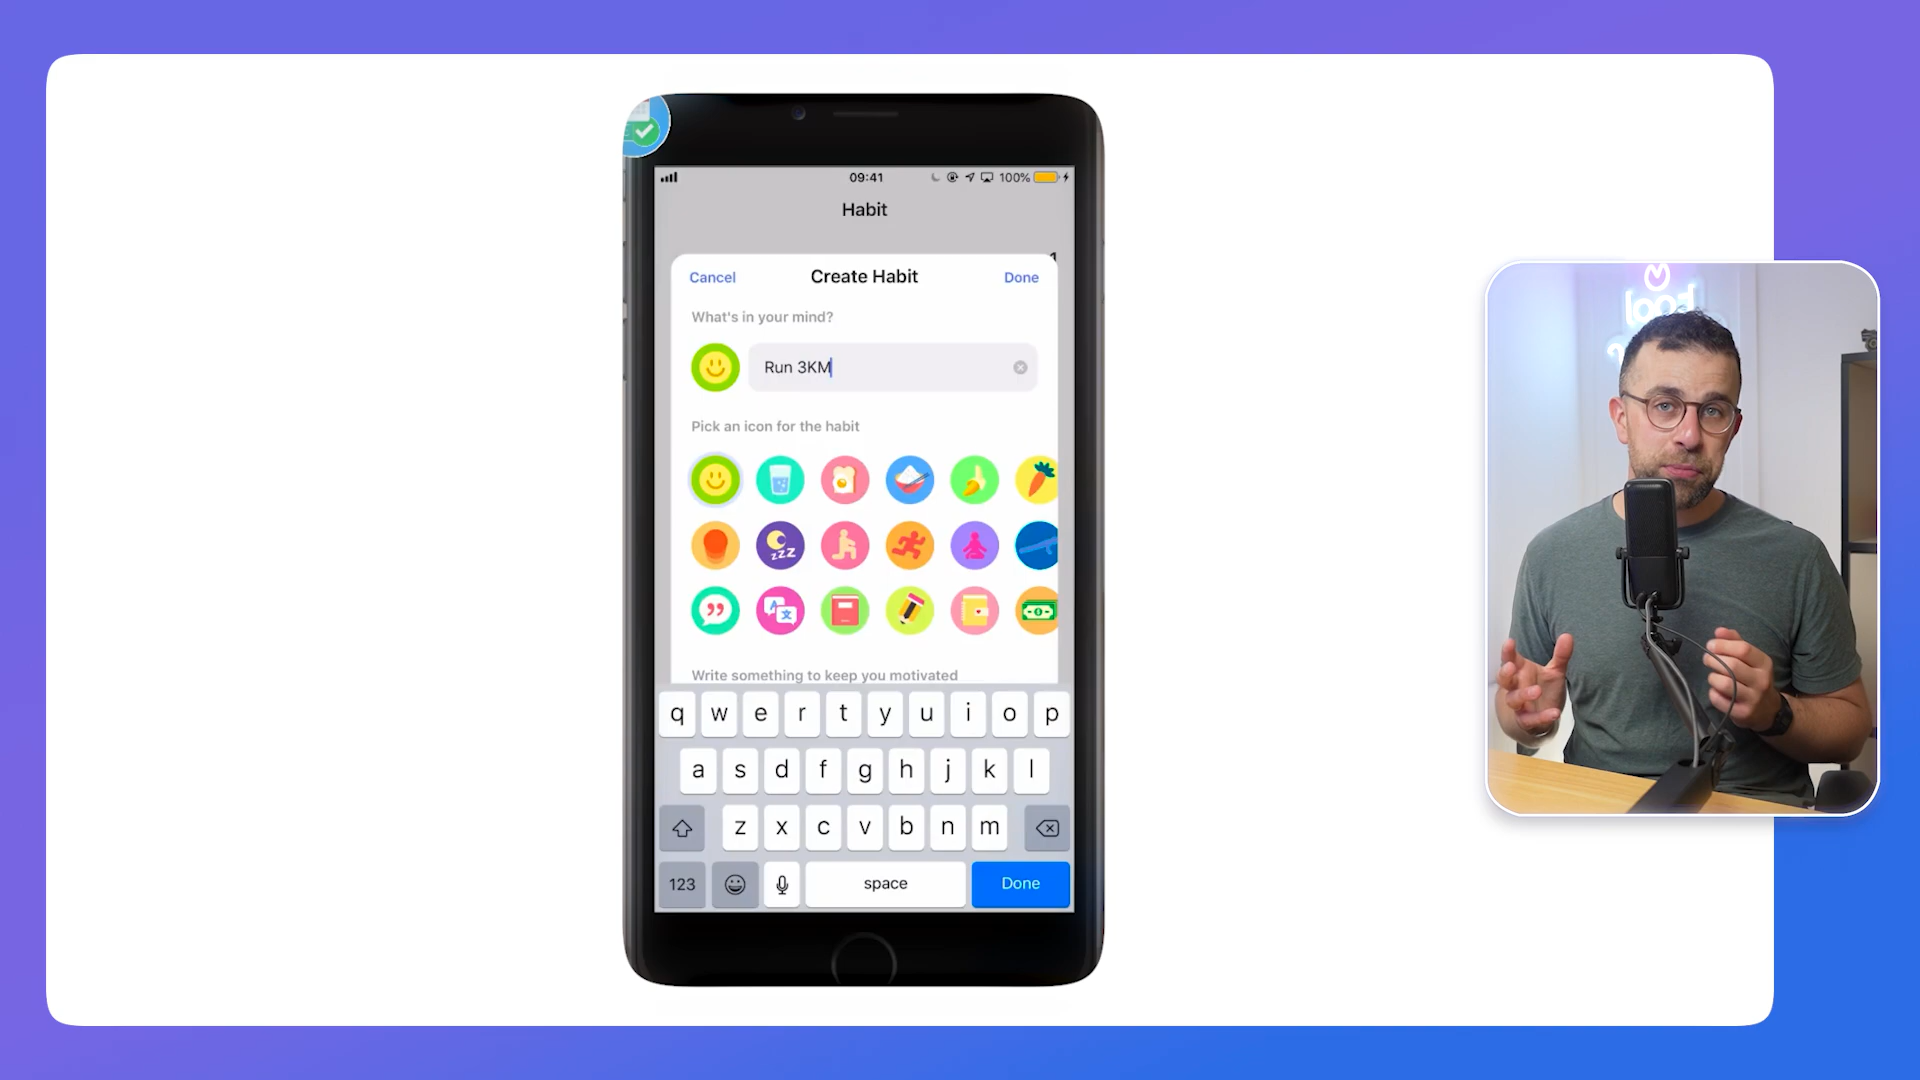 09:41
100%
Habit
Cancel
Create Habit
Done
What's in your mind?
Run 3KM
Pick an icon for the habit
zzz
Write something to keep you motivated
q w e r t y u i o p
a s d f g h j k l
z x c v b n m
123
space
Done